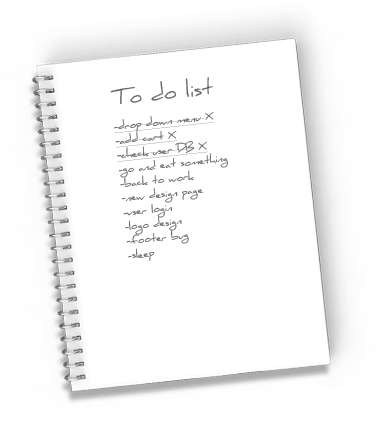 To do list
-drop down menu X
-add cart X
-check user DB X
-go and eat something
-back to work
-new design page
-user login
-logo design
-footer bug
-sleep